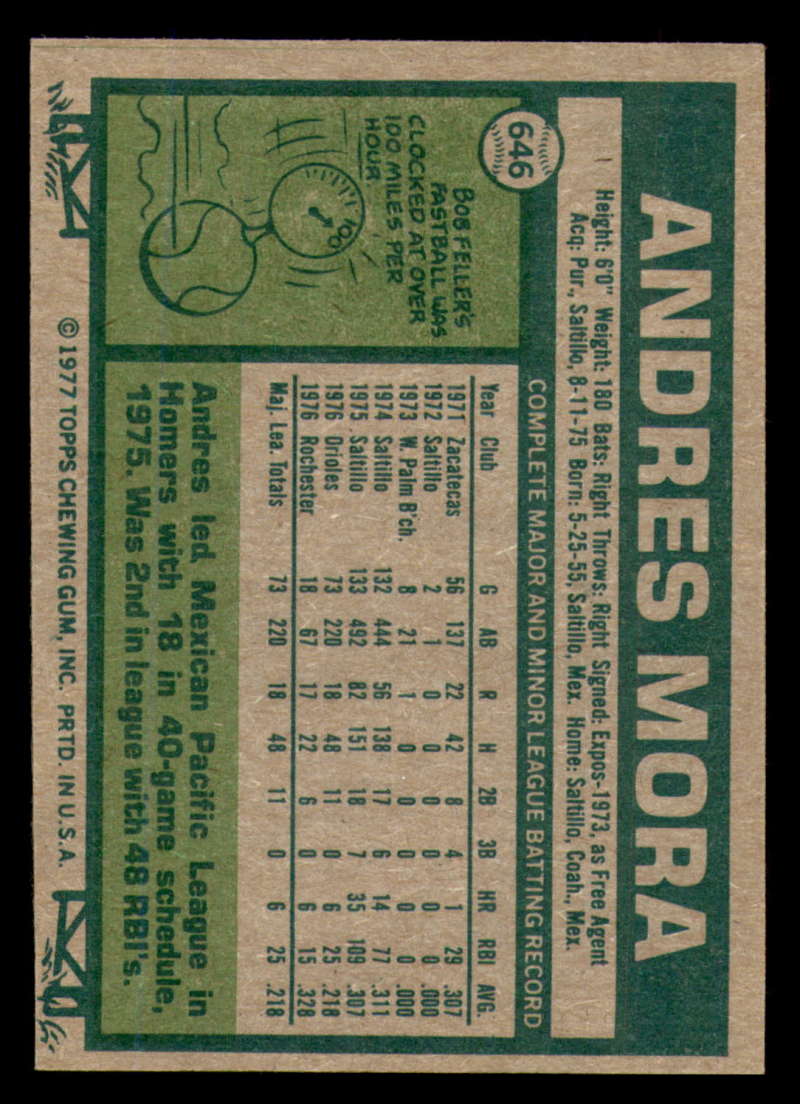 646
ANDRES MORA
Height: 6'0" Weight: 180 Bats: Right Throws: Right Signed: Expos-1973, as Free Agent
Acq: Pur., Saltillo, 8-11-75 Born: 5-25-55, Saltillo, Mex. Home: Saltillo, Coah., Mex.
COMPLETE MAJOR AND MINOR LEAGUE BATTING RECORD
Year Club G AB R H 2B 3B HR RBI AVG.
1971 Zacatecas 56 137 22 42 8 4 1 29 .307
1972 Saltillo 2 1 0 0 0 0 0 0 .000
1973 W. Palm B'ch. 8 21 1 0 0 0 0 0 .000
1974 Saltillo 132 444 56 138 17 6 14 77 .311
1975 Saltillo 133 492 82 151 18 7 35 109 .307
1976 Orioles 73 220 18 48 11 0 6 25 .218
1976 Rochester 18 67 17 22 6 0 6 15 .328
Maj. Lea. Totals 73 220 18 48 11 0 6 25 .218
BOB FELLER'S
FASTBALL WAS
CLOCKED AT OVER
100 MILES PER
HOUR.
100
Andres led Mexican Pacific League in
Homers with 18 in 40-game schedule,
1975. Was 2nd in league with 48 RBI's.
© 1977 TOPPS CHEWING GUM, INC. PRTD. IN U.S.A.